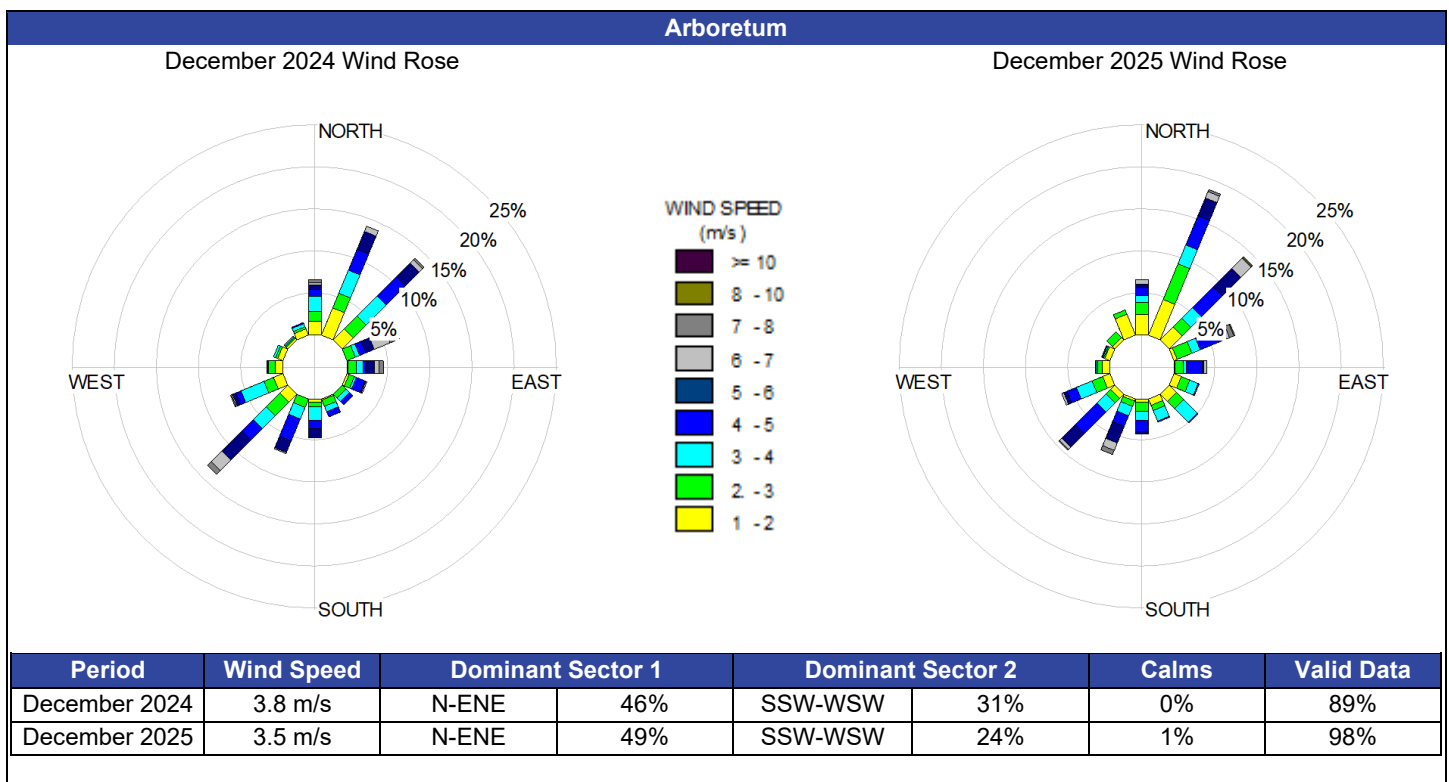 Arboretum
December 2024 Wind Rose
December 2025 Wind Rose
NORTH
25%
20%
15%
10%
5%
WEST
EAST
SOUTH
WIND SPEED
(m/s)
>= 10
8 - 10
7 - 8
6 - 7
5 - 6
4 - 5
3 - 4
2 - 3
1 - 2
NORTH
25%
20%
15%
10%
5%
WEST
EAST
SOUTH
Period Wind Speed Dominant Sector 1 Dominant Sector 2 Calms Valid Data
December 2024 3.8 m/s N-ENE 46% SSW-WSW 31% 0% 89%
December 2025 3.5 m/s N-ENE 49% SSW-WSW 24% 1% 98%